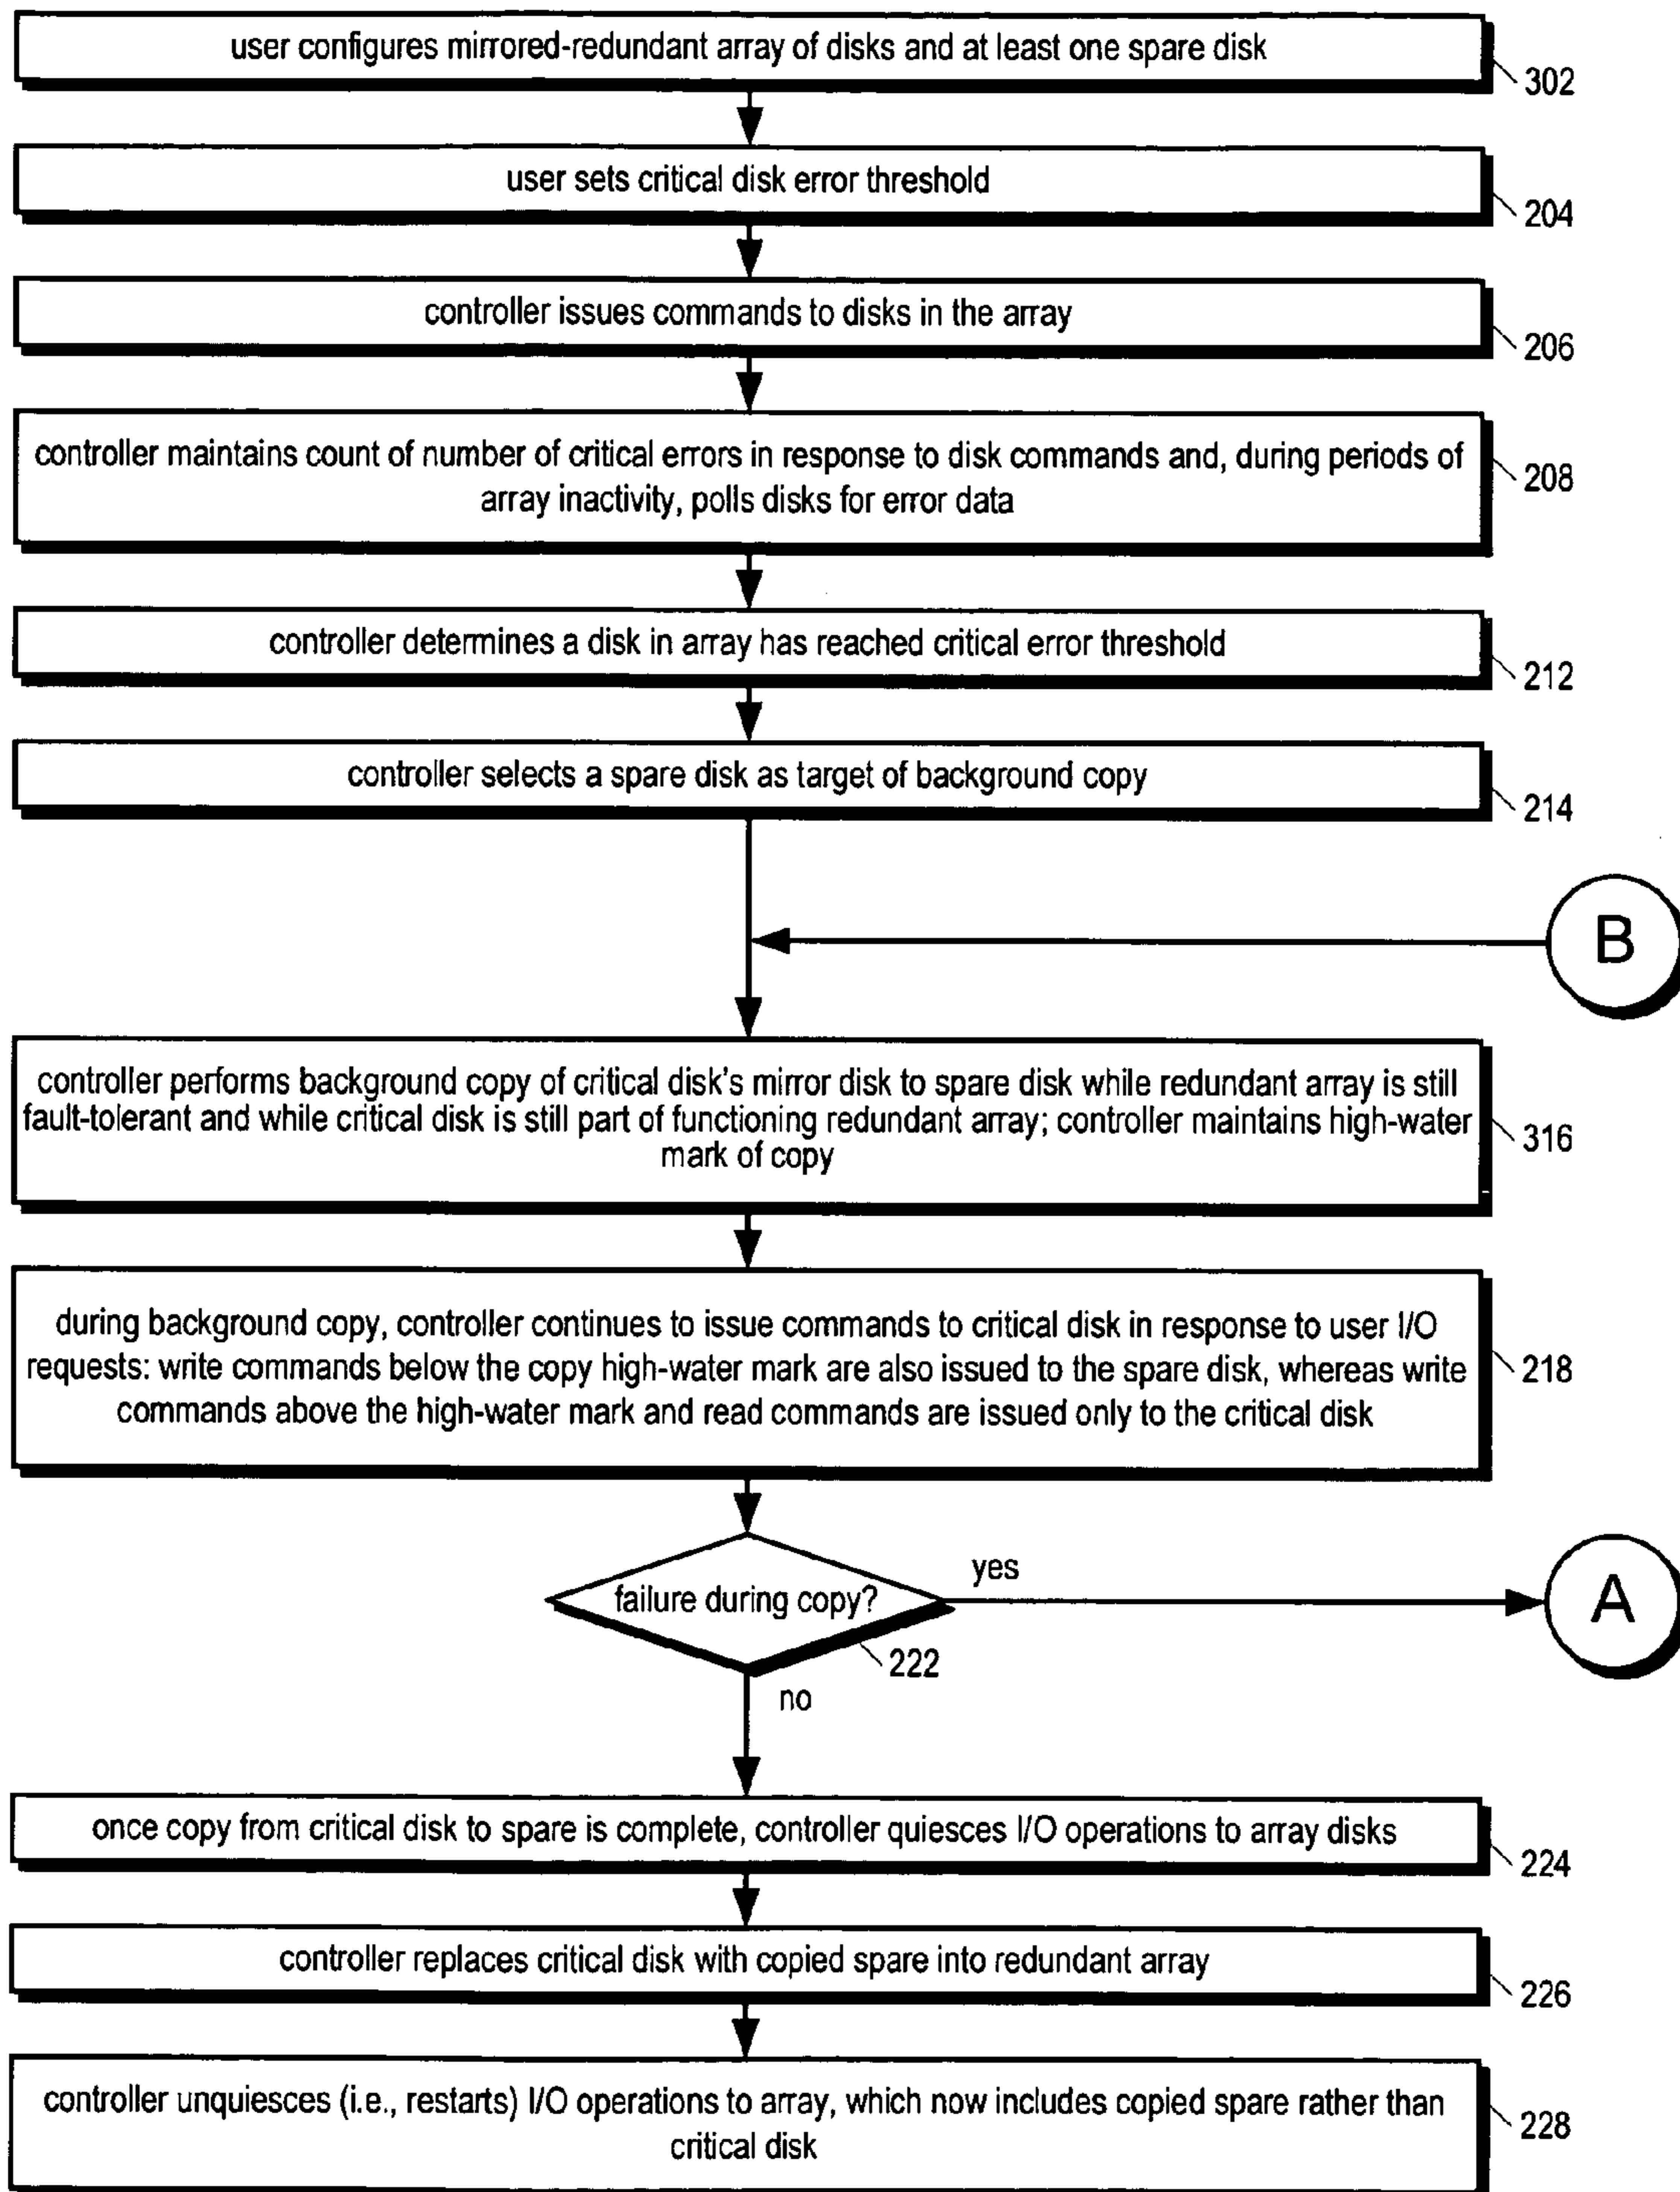 user configures mirrored-redundant array of disks and at least one spare disk
302
user sets critical disk error threshold
204
controller issues commands to disks in the array
206
controller maintains count of number of critical errors in response to disk commands and, during periods of
array inactivity, polls disks for error data
208
controller determines a disk in array has reached critical error threshold
212
controller selects a spare disk as target of background copy
214
B
controller performs background copy of critical disk's mirror disk to spare disk while redundant array is still
fault-tolerant and while critical disk is still part of functioning redundant array; controller maintains high-water
mark of copy
316
during background copy, controller continues to issue commands to critical disk in response to user I/O
requests: write commands below the copy high-water mark are also issued to the spare disk, whereas write
commands above the high-water mark and read commands are issued only to the critical disk
218
failure during copy?
yes
A
222
no
once copy from critical disk to spare is complete, controller quiesces I/O operations to array disks
224
controller replaces critical disk with copied spare into redundant array
226
controller unquiesces (i.e., restarts) I/O operations to array, which now includes copied spare rather than
critical disk
228